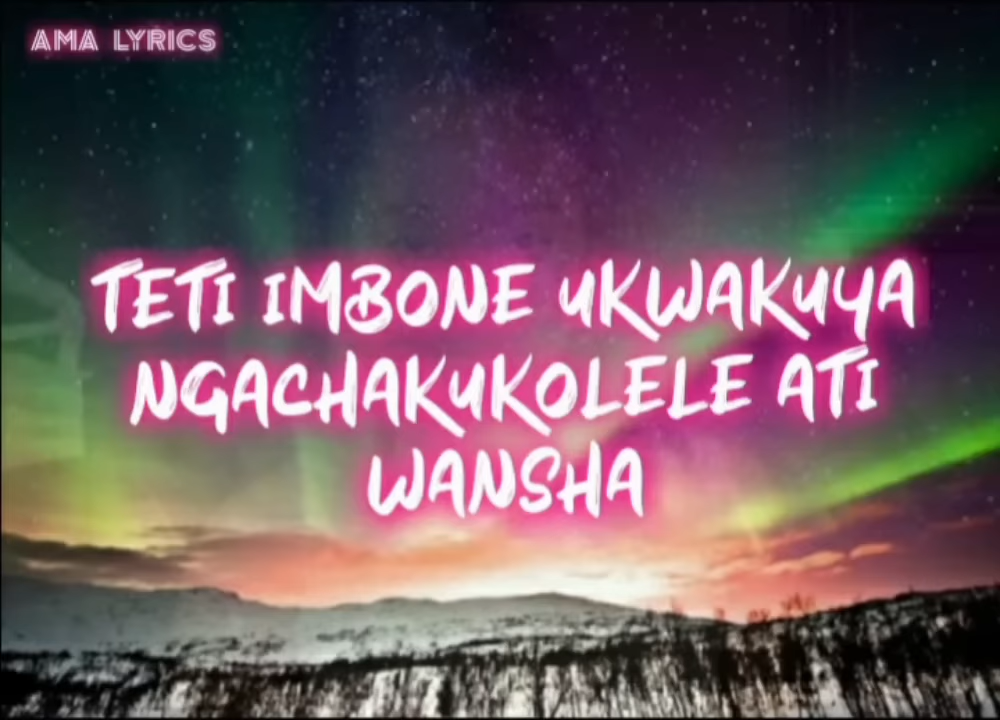 AMA LYRICS
TETI IMBONE UKWAKUYA
NGACHAKUKOLELE ATI
WANSHA